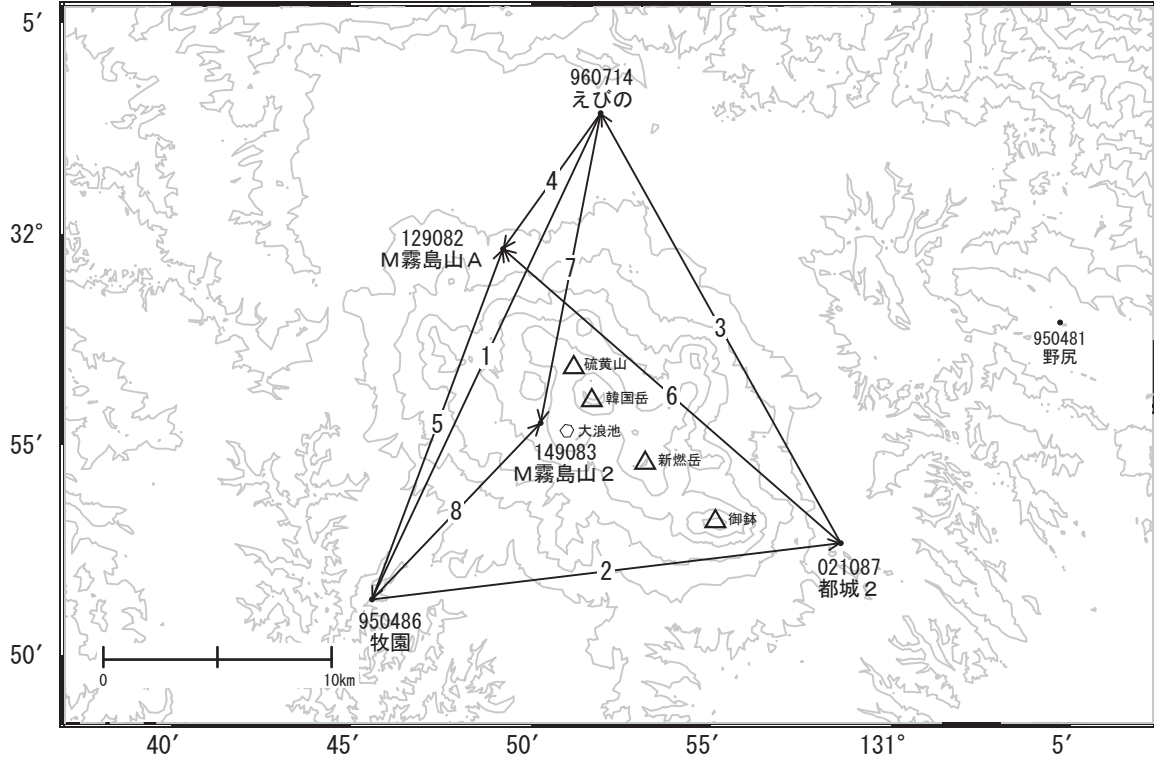 5′
960714
えびの
4
32°
129082
M霧島山A
7
3
950481
野尻
1
硫黄山
6
韓国岳
5
大浪池
55′
149083
M霧島山2
新燃岳
8
御鉢
021087
都城2
2
950486
牧園
50′
0
10km
40′
45′
50′
55′
131°
5′